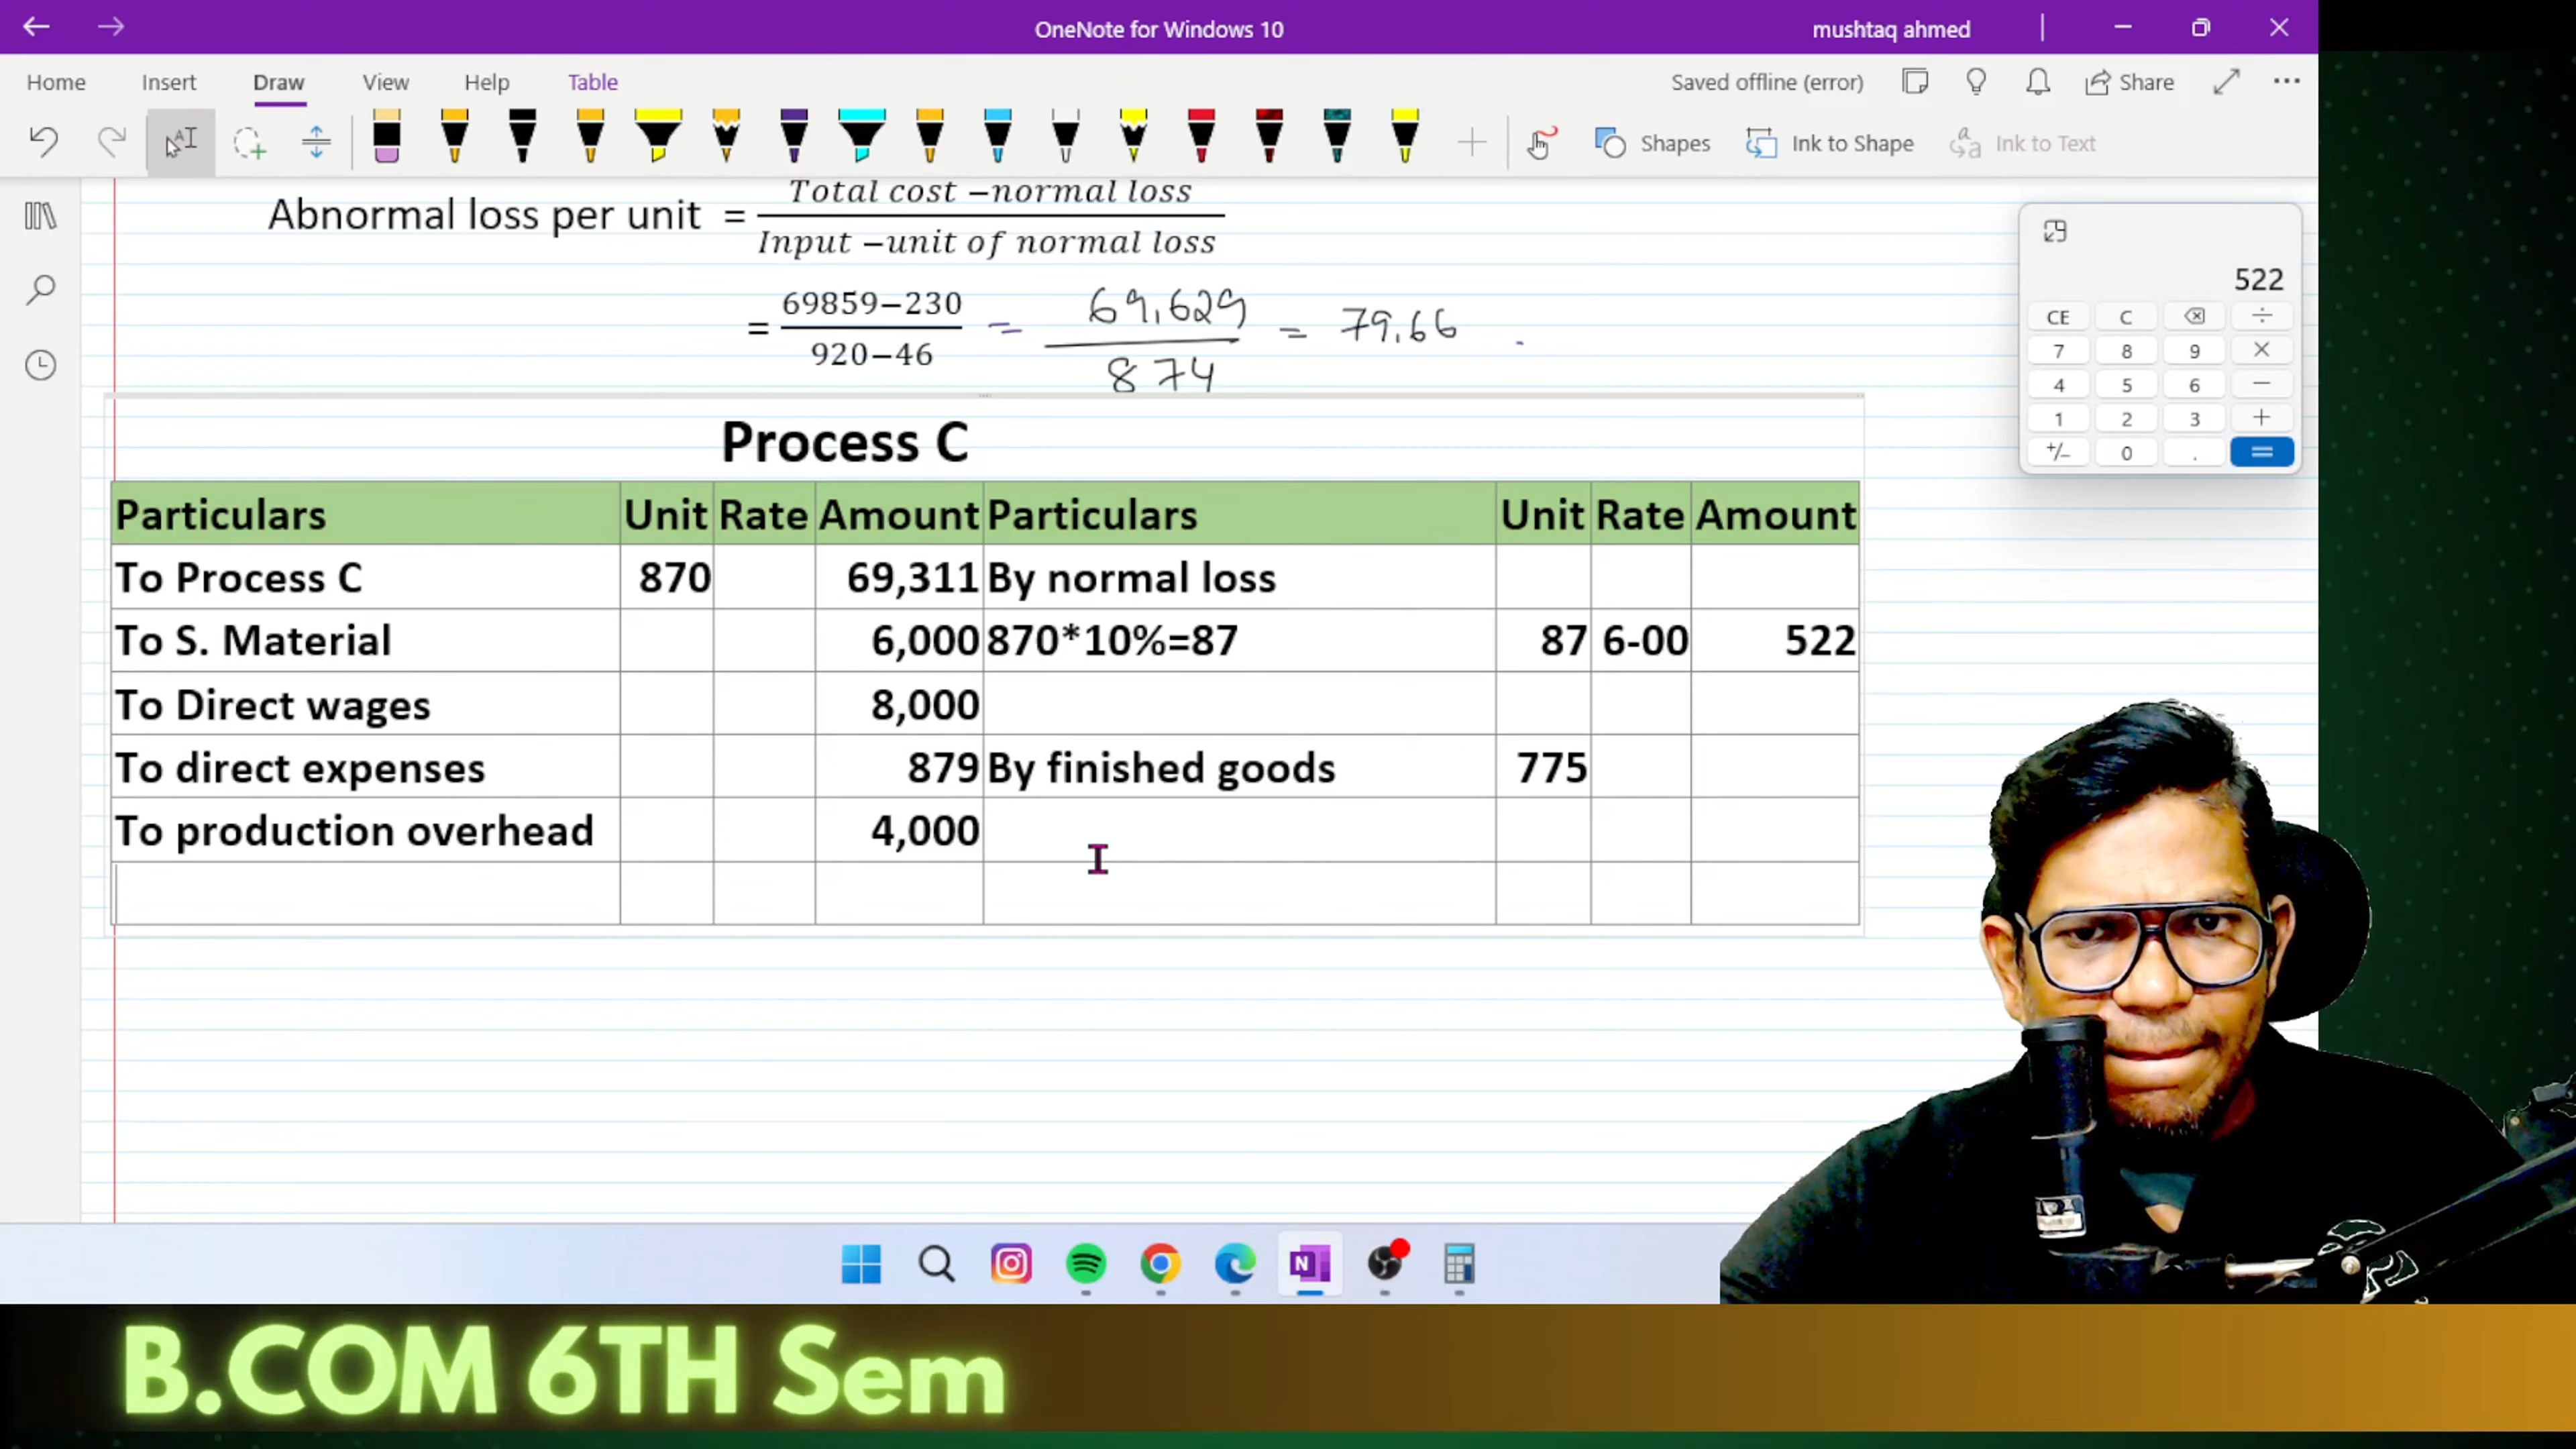 OneNote for Windows 10
mushtaq ahmed
Home Insert Draw View Help Table
Saved offline (error) Share
Shapes Ink to Shape Ink to Text
Abnormal loss per unit = Total cost −normal loss
Input −unit of normal loss
= 69859−230 = 69,629 = 79.66
920−46 874
522
CE C ÷
7 8 9 ×
4 5 6 −
1 2 3 +
+/− 0 . =
Process C
Particulars Unit Rate Amount Particulars Unit Rate Amount
To Process C 870 69,311 By normal loss
To S. Material 6,000 870*10%=87 87 6-00 522
To Direct wages 8,000
To direct expenses 879 By finished goods 775
To production overhead 4,000
B.COM 6TH Sem